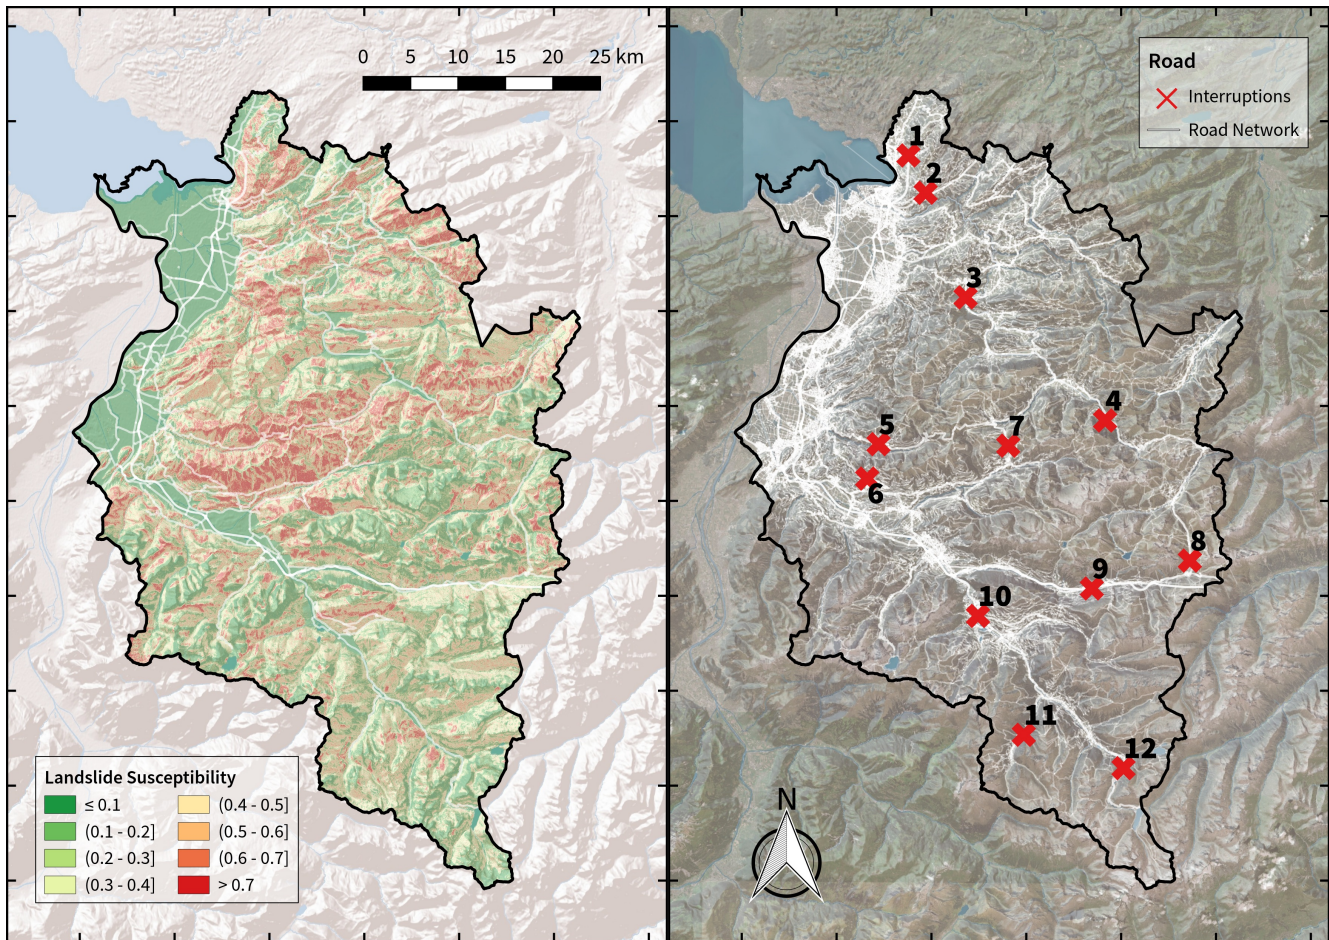 0 5 10 15 20 25 km
Landslide Susceptibility
≤ 0.1 (0.4 - 0.5]
(0.1 - 0.2] (0.5 - 0.6]
(0.2 - 0.3] (0.6 - 0.7]
(0.3 - 0.4] > 0.7
Road
Interruptions
Road Network
1
2
3
4
5
7
6
8
9
10
11
12
N